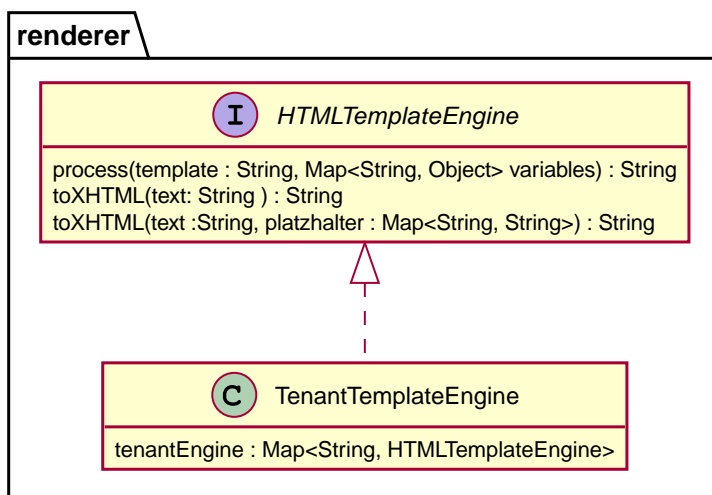 renderer
I HTMLTemplateEngine
process(template : String, Map<String, Object> variables) : String
toXHTML(text: String ) : String
toXHTML(text :String, platzhalter : Map<String, String>) : String
C TenantTemplateEngine
tenantEngine : Map<String, HTMLTemplateEngine>